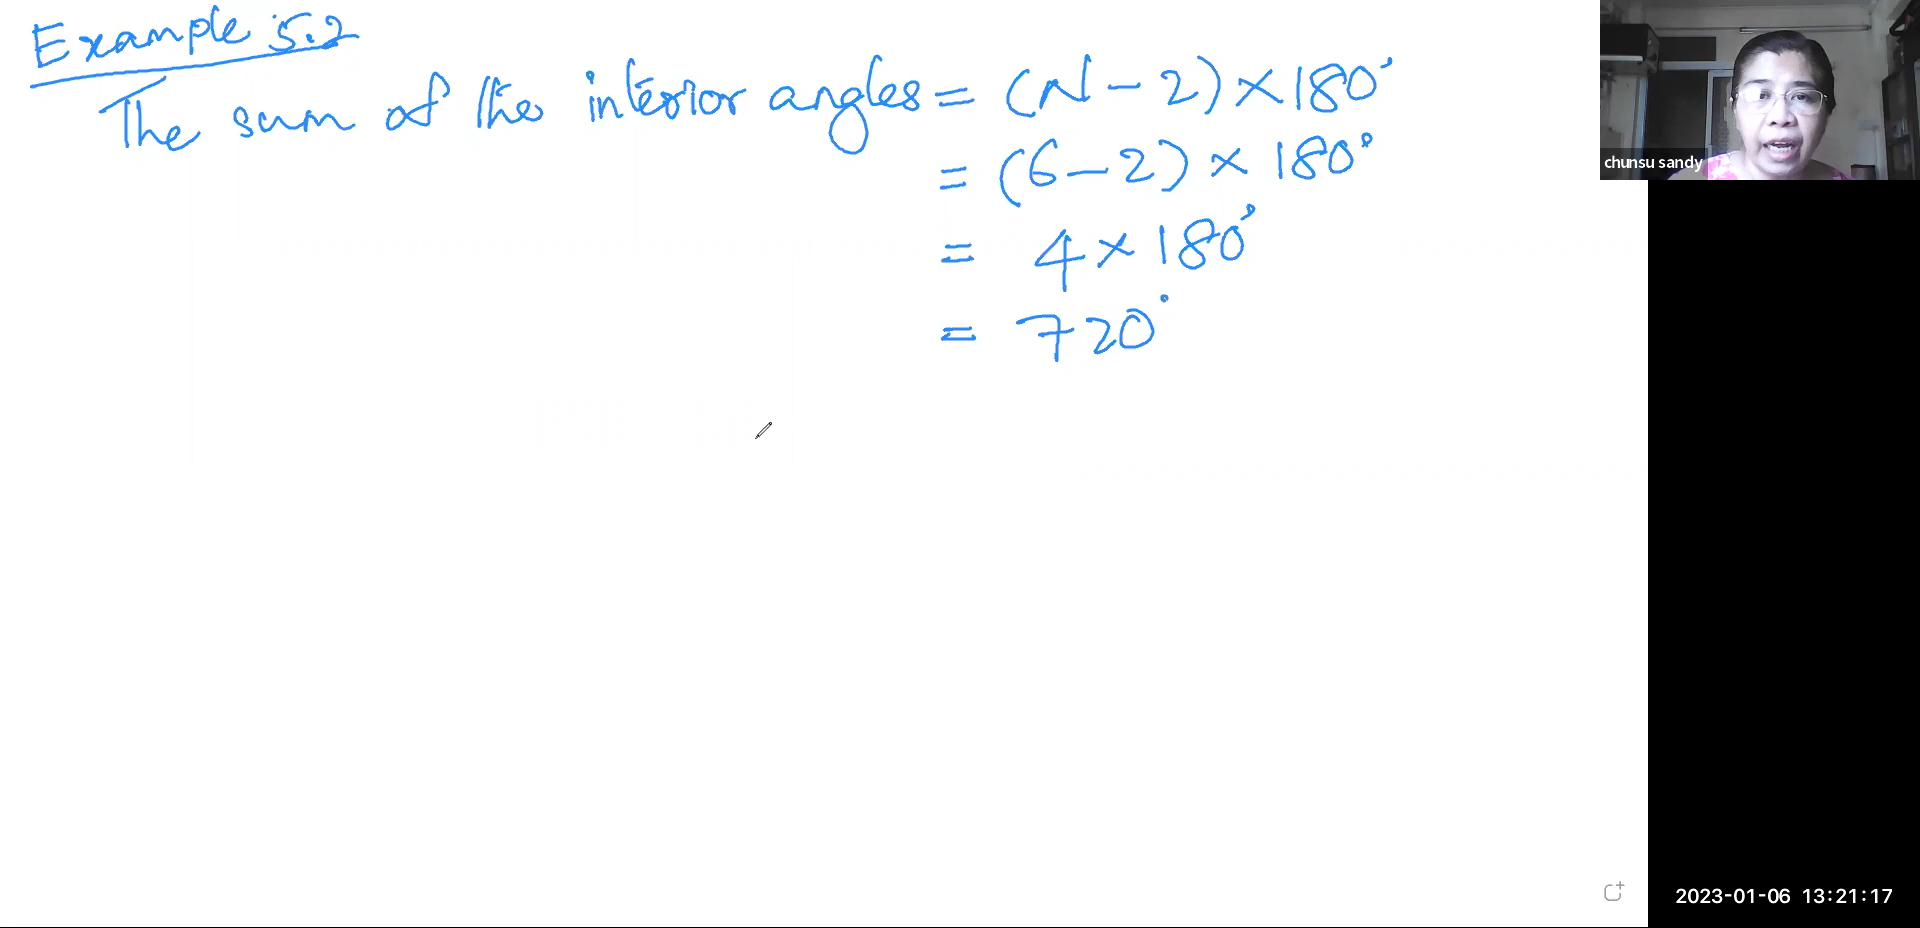 Example 5.2
The sum of the interior angles = (N - 2) × 180°
= (6 - 2) × 180°
= 4 × 180°
= 720°
chunsu sandy
2023-01-06 13:21:17